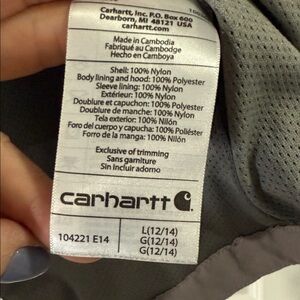 Carhartt, Inc. P.O. Box 600
Dearborn, MI 48121 USA
carhartt.com
Made in Cambodia
Fabriqué au Cambodge
Hecho en Camboya
Shell: 100% Nylon
Body lining and hood: 100% Polyester
Sleeve lining: 100% Nylon
Extérieur: 100% Nylon
Doublure et capuchon: 100% Polyester
Doublure de manche: 100% Nylon
Tela exterior: 100% Nilón
Forro del cuerpo y capucha: 100% Poliéster
Forro de la manga: 100% Nilón
Exclusive of trimming
Sans garniture
Sin incluir adorno
carhartt
104221 E14
L(12/14)
G(12/14)
G(12/14)